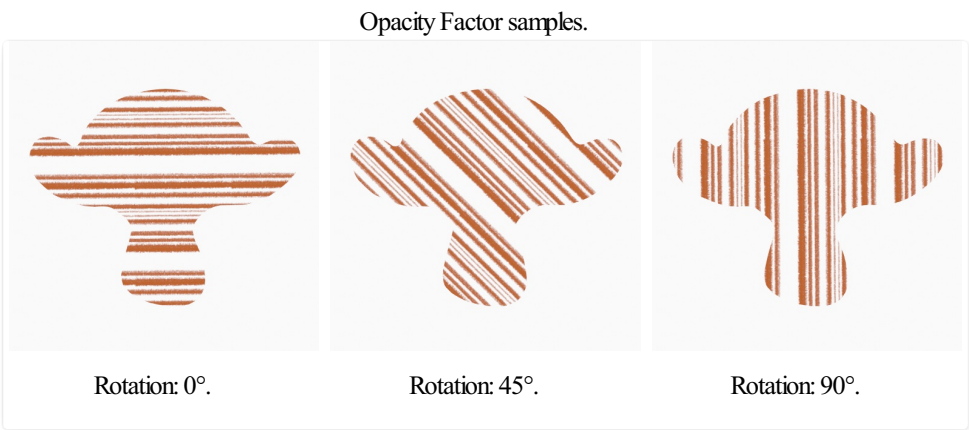 Opacity Factor samples.
Rotation: 0°.
Rotation: 45°.
Rotation: 90°.